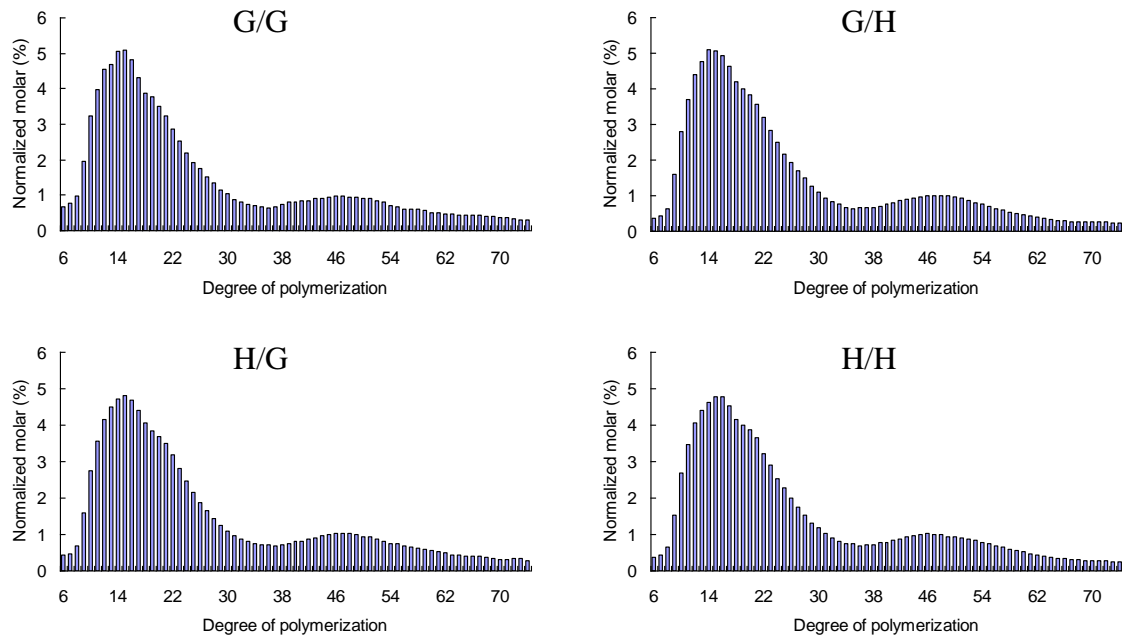 G/G
Normalized molar (%)
6
5
4
3
2
1
0
6 14 22 30 38 46 54 62 70
Degree of polymerization
G/H
Normalized molar (%)
6
5
4
3
2
1
0
6 14 22 30 38 46 54 62 70
Degree of polymerization
H/G
Normalized molar (%)
6
5
4
3
2
1
0
6 14 22 30 38 46 54 62 70
Degree of polymerization
H/H
Normalized molar (%)
6
5
4
3
2
1
0
6 14 22 30 38 46 54 62 70
Degree of polymerization